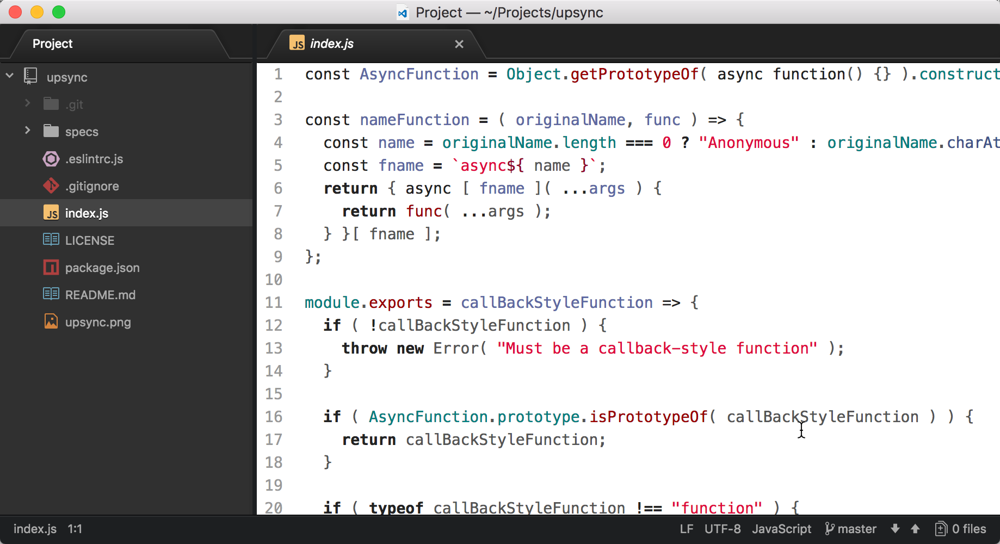 Project — ~/Projects/upsync
Project
JS index.js ×
upsync
.git
specs
.eslintrc.js
.gitignore
JS index.js
LICENSE
package.json
README.md
upsync.png
1 const AsyncFunction = Object.getPrototypeOf( async function() {} ).construct
2
3 const nameFunction = ( originalName, func ) => {
4 const name = originalName.length === 0 ? "Anonymous" : originalName.charAt
5 const fname = `async${ name }`;
6 return { async [ fname ]( ...args ) {
7 return func( ...args );
8 } }[ fname ];
9 };
10
11 module.exports = callBackStyleFunction => {
12 if ( !callBackStyleFunction ) {
13 throw new Error( "Must be a callback-style function" );
14 }
15
16 if ( AsyncFunction.prototype.isPrototypeOf( callBackStyleFunction ) ) {
17 return callBackStyleFunction;
18 }
19
20 if ( typeof callBackStyleFunction !== "function" ) {
index.js 1:1 LF UTF-8 JavaScript master 0 files